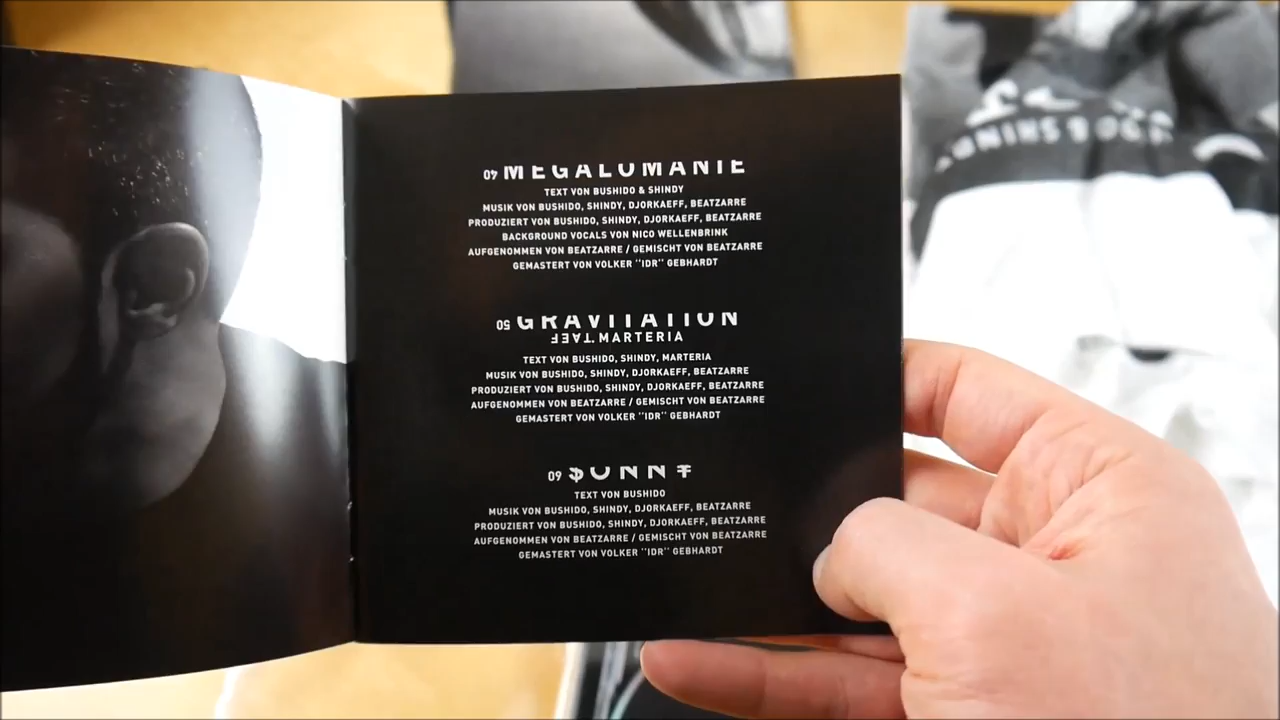 04 MEGALOMANIE
TEXT VON BUSHIDO & SHINDY
MUSIK VON BUSHIDO, SHINDY, DJORKAEFF, BEATZARRE
PRODUZIERT VON BUSHIDO, SHINDY, DJORKAEFF, BEATZARRE
BACKGROUND VOCALS VON NICO WELLENBRINK
AUFGENOMMEN VON BEATZARRE / GEMISCHT VON BEATZARRE
GEMASTERT VON VOLKER "IDR" GEBHARDT
05 GRAVITATION
FEAT. MARTERIA
TEXT VON BUSHIDO, SHINDY, MARTERIA
MUSIK VON BUSHIDO, SHINDY, DJORKAEFF, BEATZARRE
PRODUZIERT VON BUSHIDO, SHINDY, DJORKAEFF, BEATZARRE
AUFGENOMMEN VON BEATZARRE / GEMISCHT VON BEATZARRE
GEMASTERT VON VOLKER "IDR" GEBHARDT
06 $ONN¥
TEXT VON BUSHIDO
MUSIK VON BUSHIDO, SHINDY, DJORKAEFF, BEATZARRE
PRODUZIERT VON BUSHIDO, SHINDY, DJORKAEFF, BEATZARRE
AUFGENOMMEN VON BEATZARRE / GEMISCHT VON BEATZARRE
GEMASTERT VON VOLKER "IDR" GEBHARDT